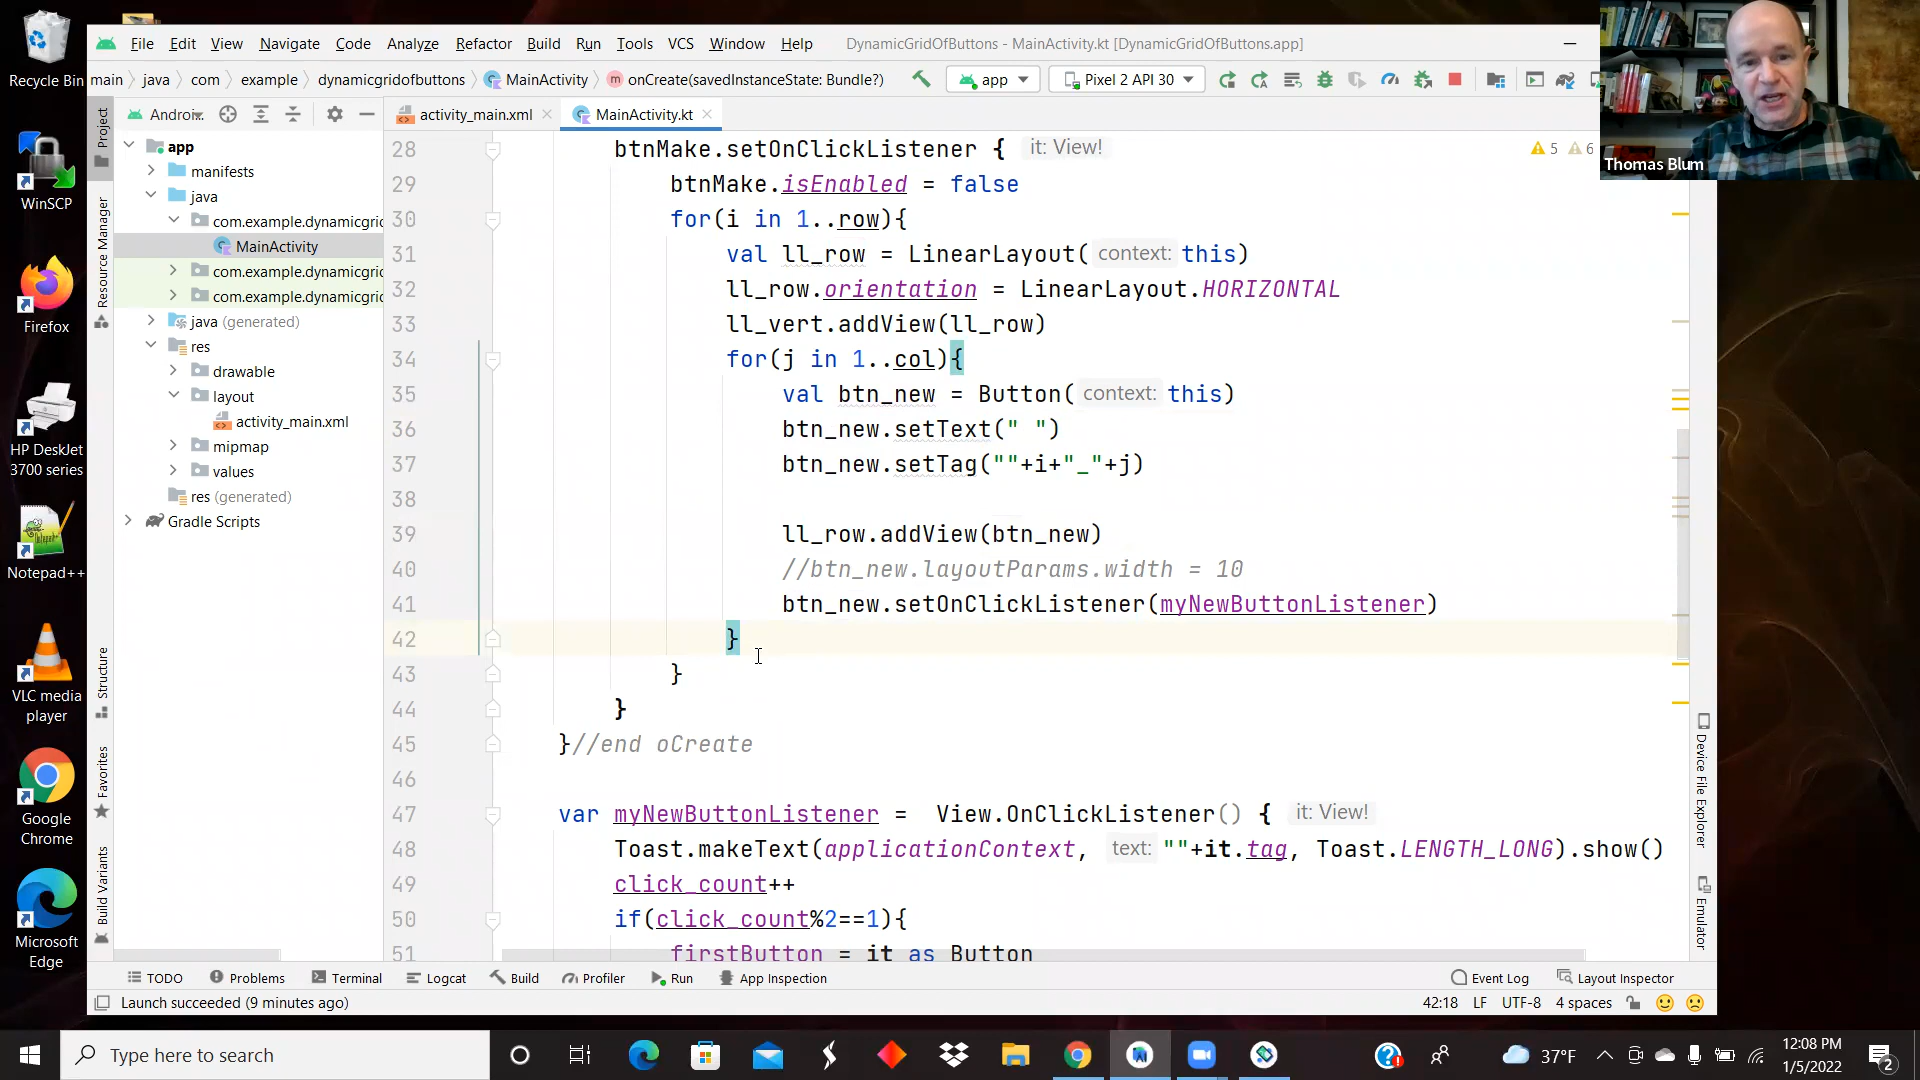 Recycle Bin
WinSCP
Firefox
HP DeskJet
3700 series
Notepad++
VLC media
player
Google
Chrome
Microsoft
Edge
File Edit View Navigate Code Analyze Refactor Build Run Tools VCS Window Help DynamicGridOfButtons - MainActivity.kt [DynamicGridOfButtons.app]
main java com example dynamicgridofbuttons MainActivity onCreate(savedInstanceState: Bundle?) app Pixel 2 API 30
Thomas Blum
Project
Resource Manager
Structure
Favorites
Build Variants
Androi
app
manifests
java
com.example.dynamicgrid
MainActivity
com.example.dynamicgrid
com.example.dynamicgrid
java (generated)
res
drawable
layout
activity_main.xml
mipmap
values
res (generated)
Gradle Scripts
activity_main.xml MainActivity.kt
5 6
28 btnMake.setOnClickListener { it: View!
29 btnMake.isEnabled = false
30 for(i in 1..row){
31 val ll_row = LinearLayout( context: this)
32 ll_row.orientation = LinearLayout.HORIZONTAL
33 ll_vert.addView(ll_row)
34 for(j in 1..col){
35 val btn_new = Button( context: this)
36 btn_new.setText(" ")
37 btn_new.setTag(""+i+"_"+j)
38
39 ll_row.addView(btn_new)
40 //btn_new.layoutParams.width = 10
41 btn_new.setOnClickListener(myNewButtonListener)
42 }
43 }
44 }
45 }//end oCreate
46
47 var myNewButtonListener = View.OnClickListener() { it: View!
48 Toast.makeText(applicationContext, text: ""+it.tag, Toast.LENGTH_LONG).show()
49 click_count++
50 if(click_count%2==1){
51 firstButton = it as Button
Device File Explorer
Emulator
TODO Problems Terminal Logcat Build Profiler Run App Inspection Event Log Layout Inspector
Launch succeeded (9 minutes ago) 42:18 LF UTF-8 4 spaces
Type here to search 37°F 12:08 PM
1/5/2022
2